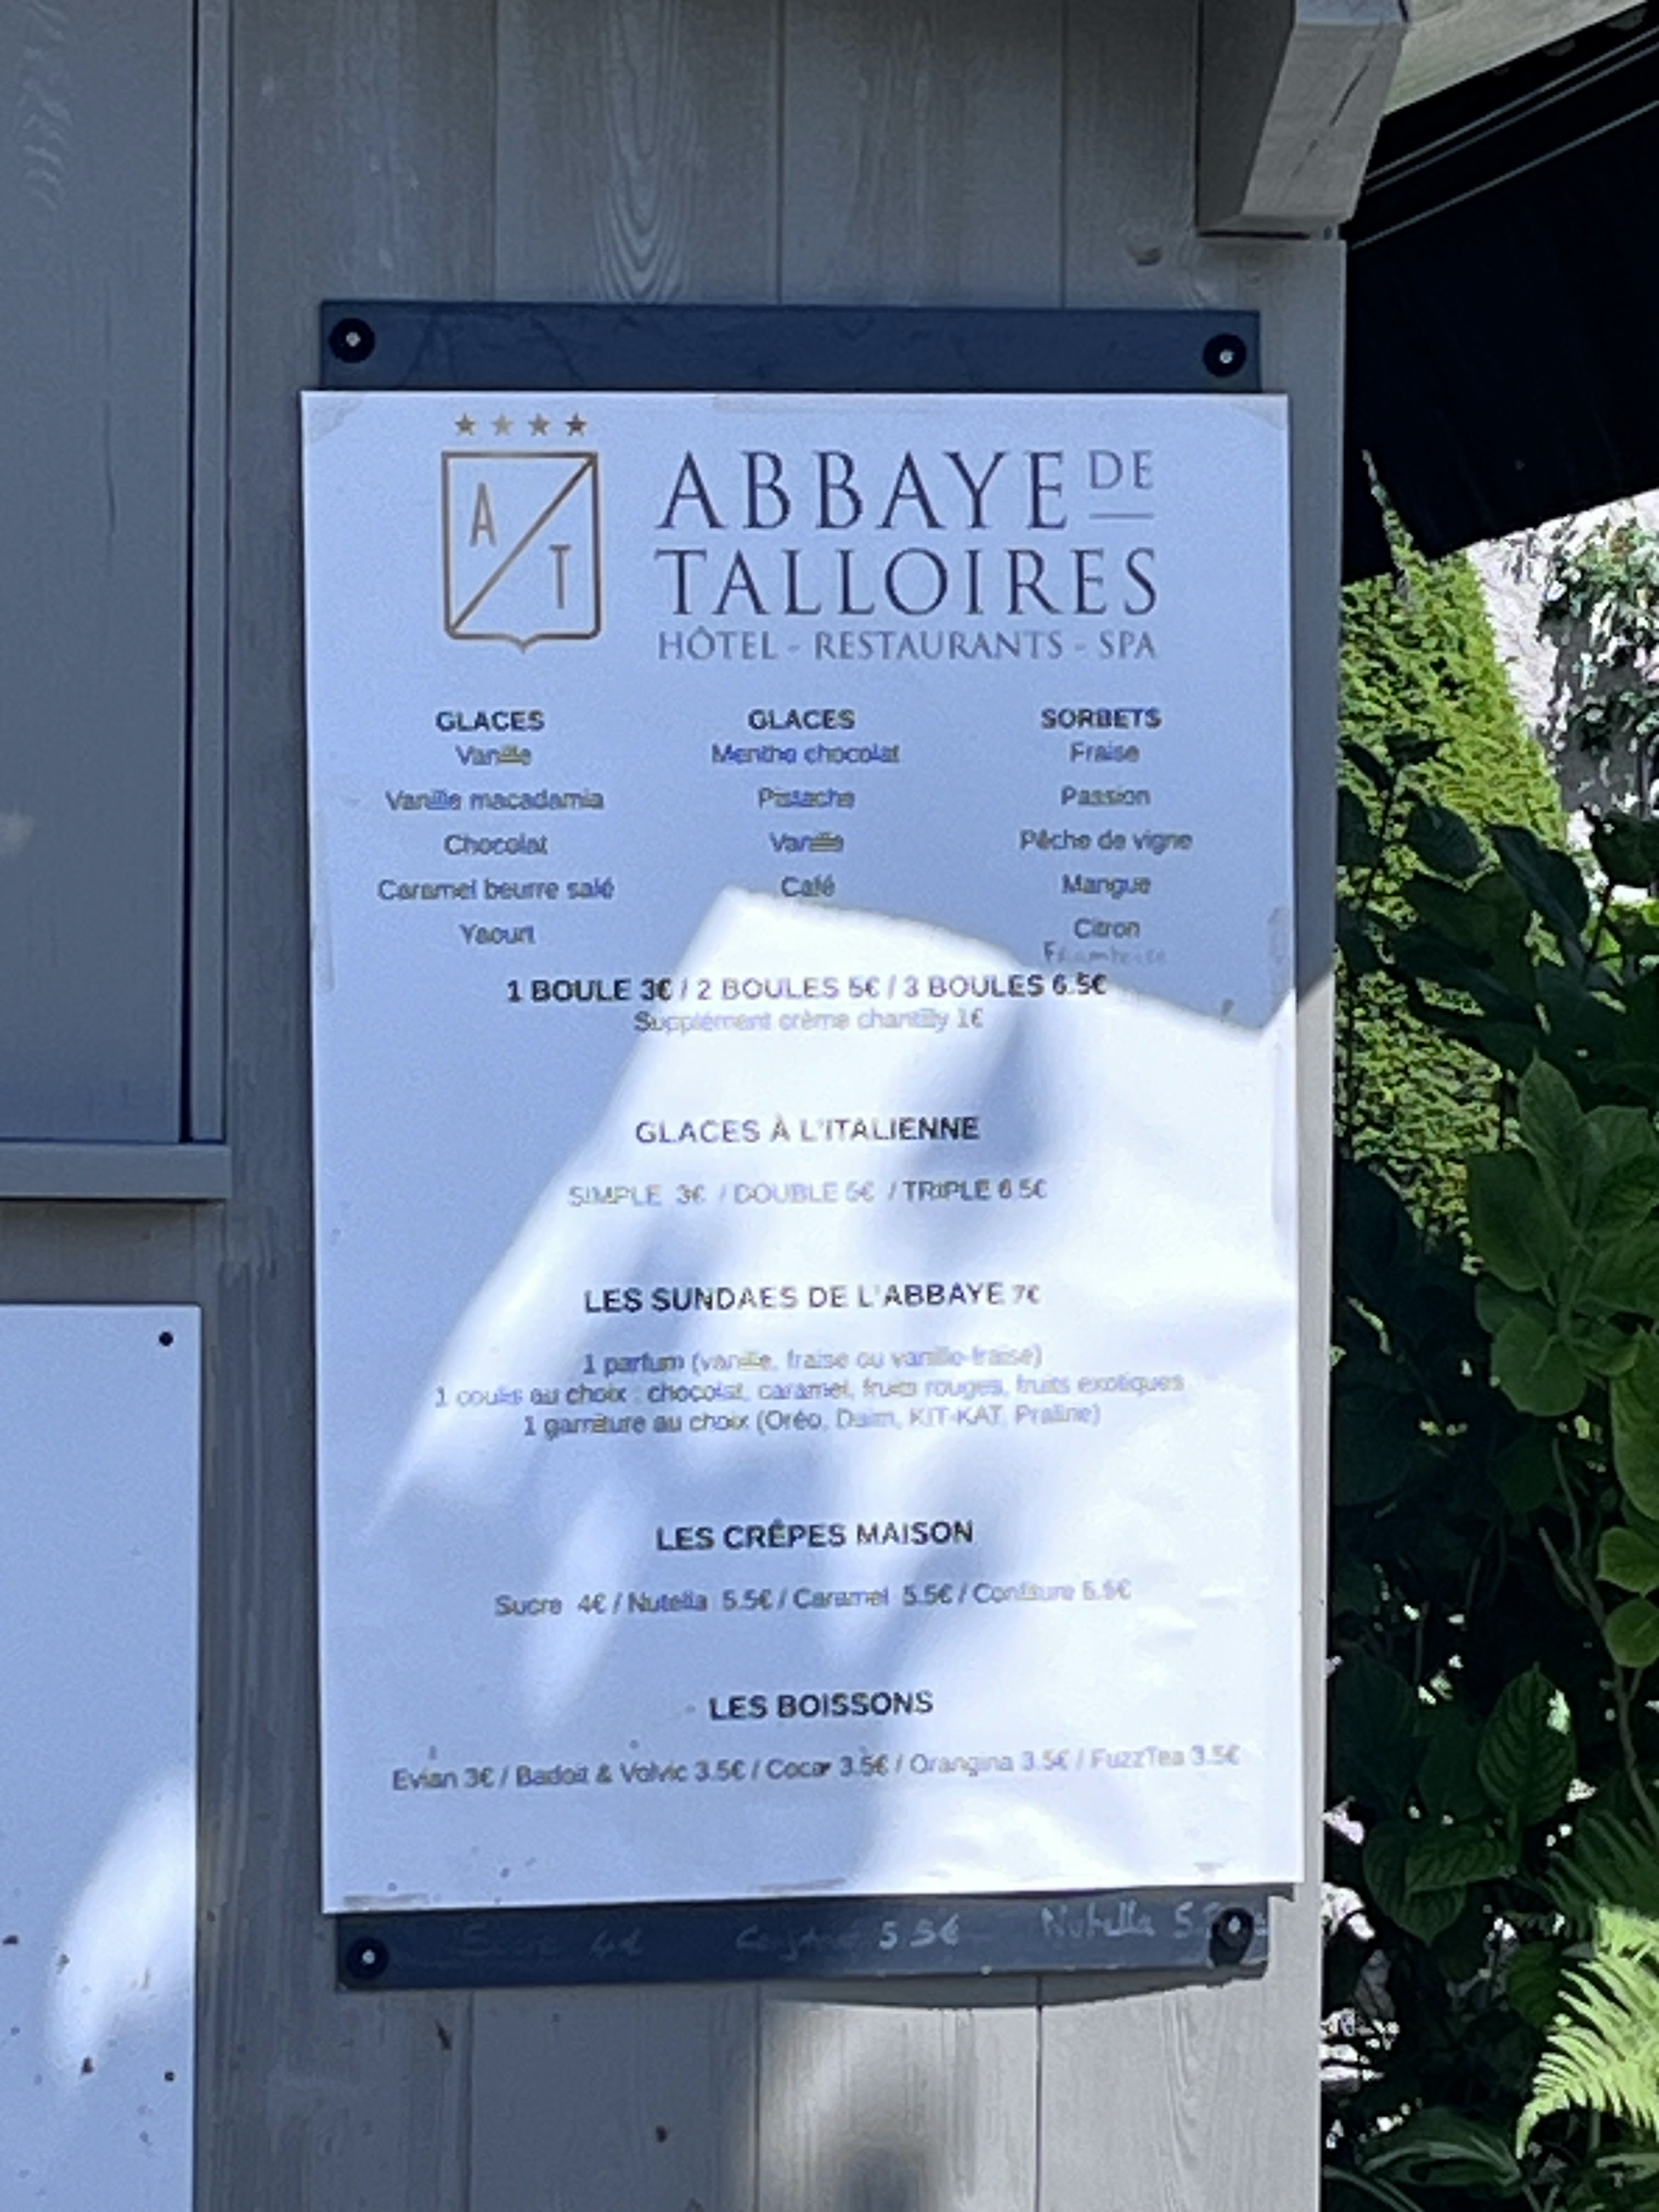 A
T
ABBAYE DE
TALLOIRES
HÔTEL - RESTAURANTS - SPA
GLACES
Vanille
Vanille macadamia
Chocolat
Caramel beurre salé
Yaourt
GLACES
Menthe chocolat
Pistache
Vanille
Café
SORBETS
Fraise
Passion
Pêche de vigne
Mangue
Citron
Framboise
1 BOULE 3€ / 2 BOULES 5€ / 3 BOULES 6.5€
Supplément crème chantilly 1€
GLACES À L'ITALIENNE
SIMPLE 3€ / DOUBLE 5€ / TRIPLE 6.5€
LES SUNDAES DE L'ABBAYE 7€
1 parfum (vanille, fraise ou vanille-fraise)
1 coulis au choix : chocolat, caramel, fruits rouges, fruits exotiques
1 garniture au choix (Oréo, Daim, KIT-KAT, Praline)
LES CRÊPES MAISON
Sucre 4€ / Nutella 5.5€ / Caramel 5.5€ / Confiture 5.5€
LES BOISSONS
Evian 3€ / Badoit & Volvic 3.5€ / Coca 3.5€ / Orangina 3.5€ / FuzzTea 3.5€
Sucre 4€ 5.5€ Nutella